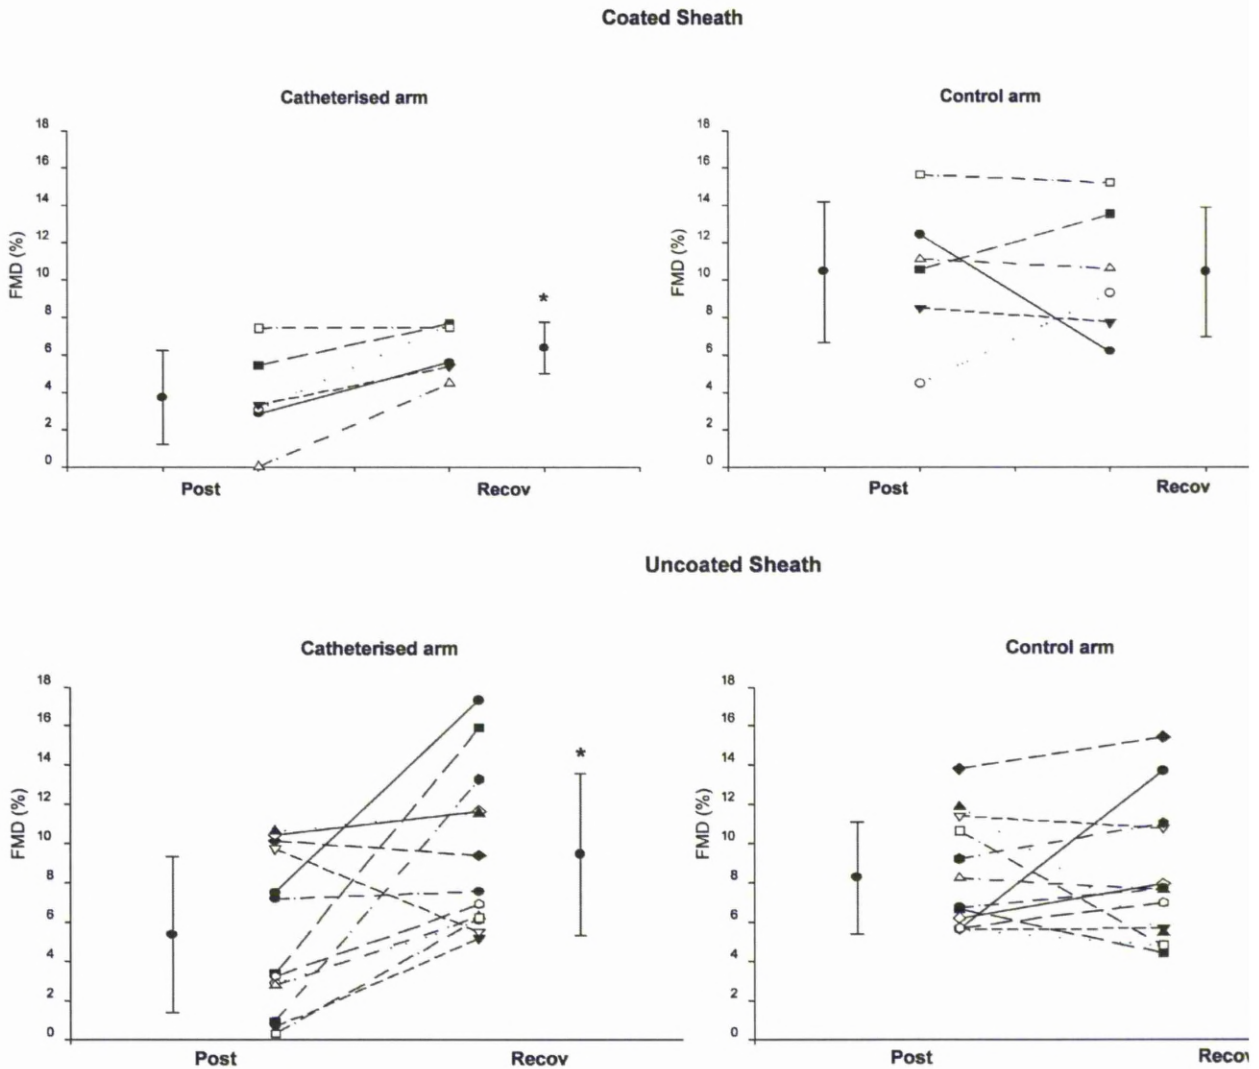 Coated Sheath
Catheterised arm
18
16
14
12
10
8
6
4
2
0
FMD (%)
*
Post
Recov
Control arm
18
16
14
12
10
8
6
4
2
0
FMD (%)
Post
Recov
Uncoated Sheath
Catheterised arm
18
16
14
12
10
8
6
4
2
0
FMD (%)
*
Post
Recov
Control arm
18
16
14
12
10
8
6
4
2
0
FMD (%)
Post
Recov